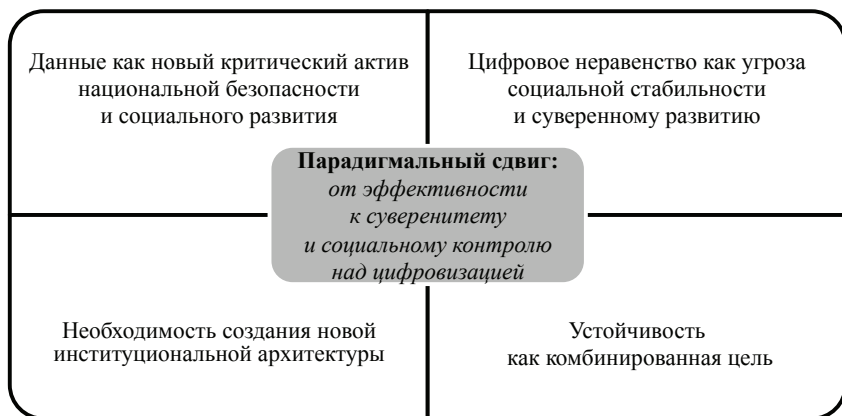 Данные как новый критический актив
национальной безопасности
и социального развития
Цифровое неравенство как угроза
социальной стабильности
и суверенному развитию
Парадигмальный сдвиг:
от эффективности
к суверенитету
и социальному контролю
над цифровизацией
Необходимость создания новой
институциональной архитектуры
Устойчивость
как комбинированная цель